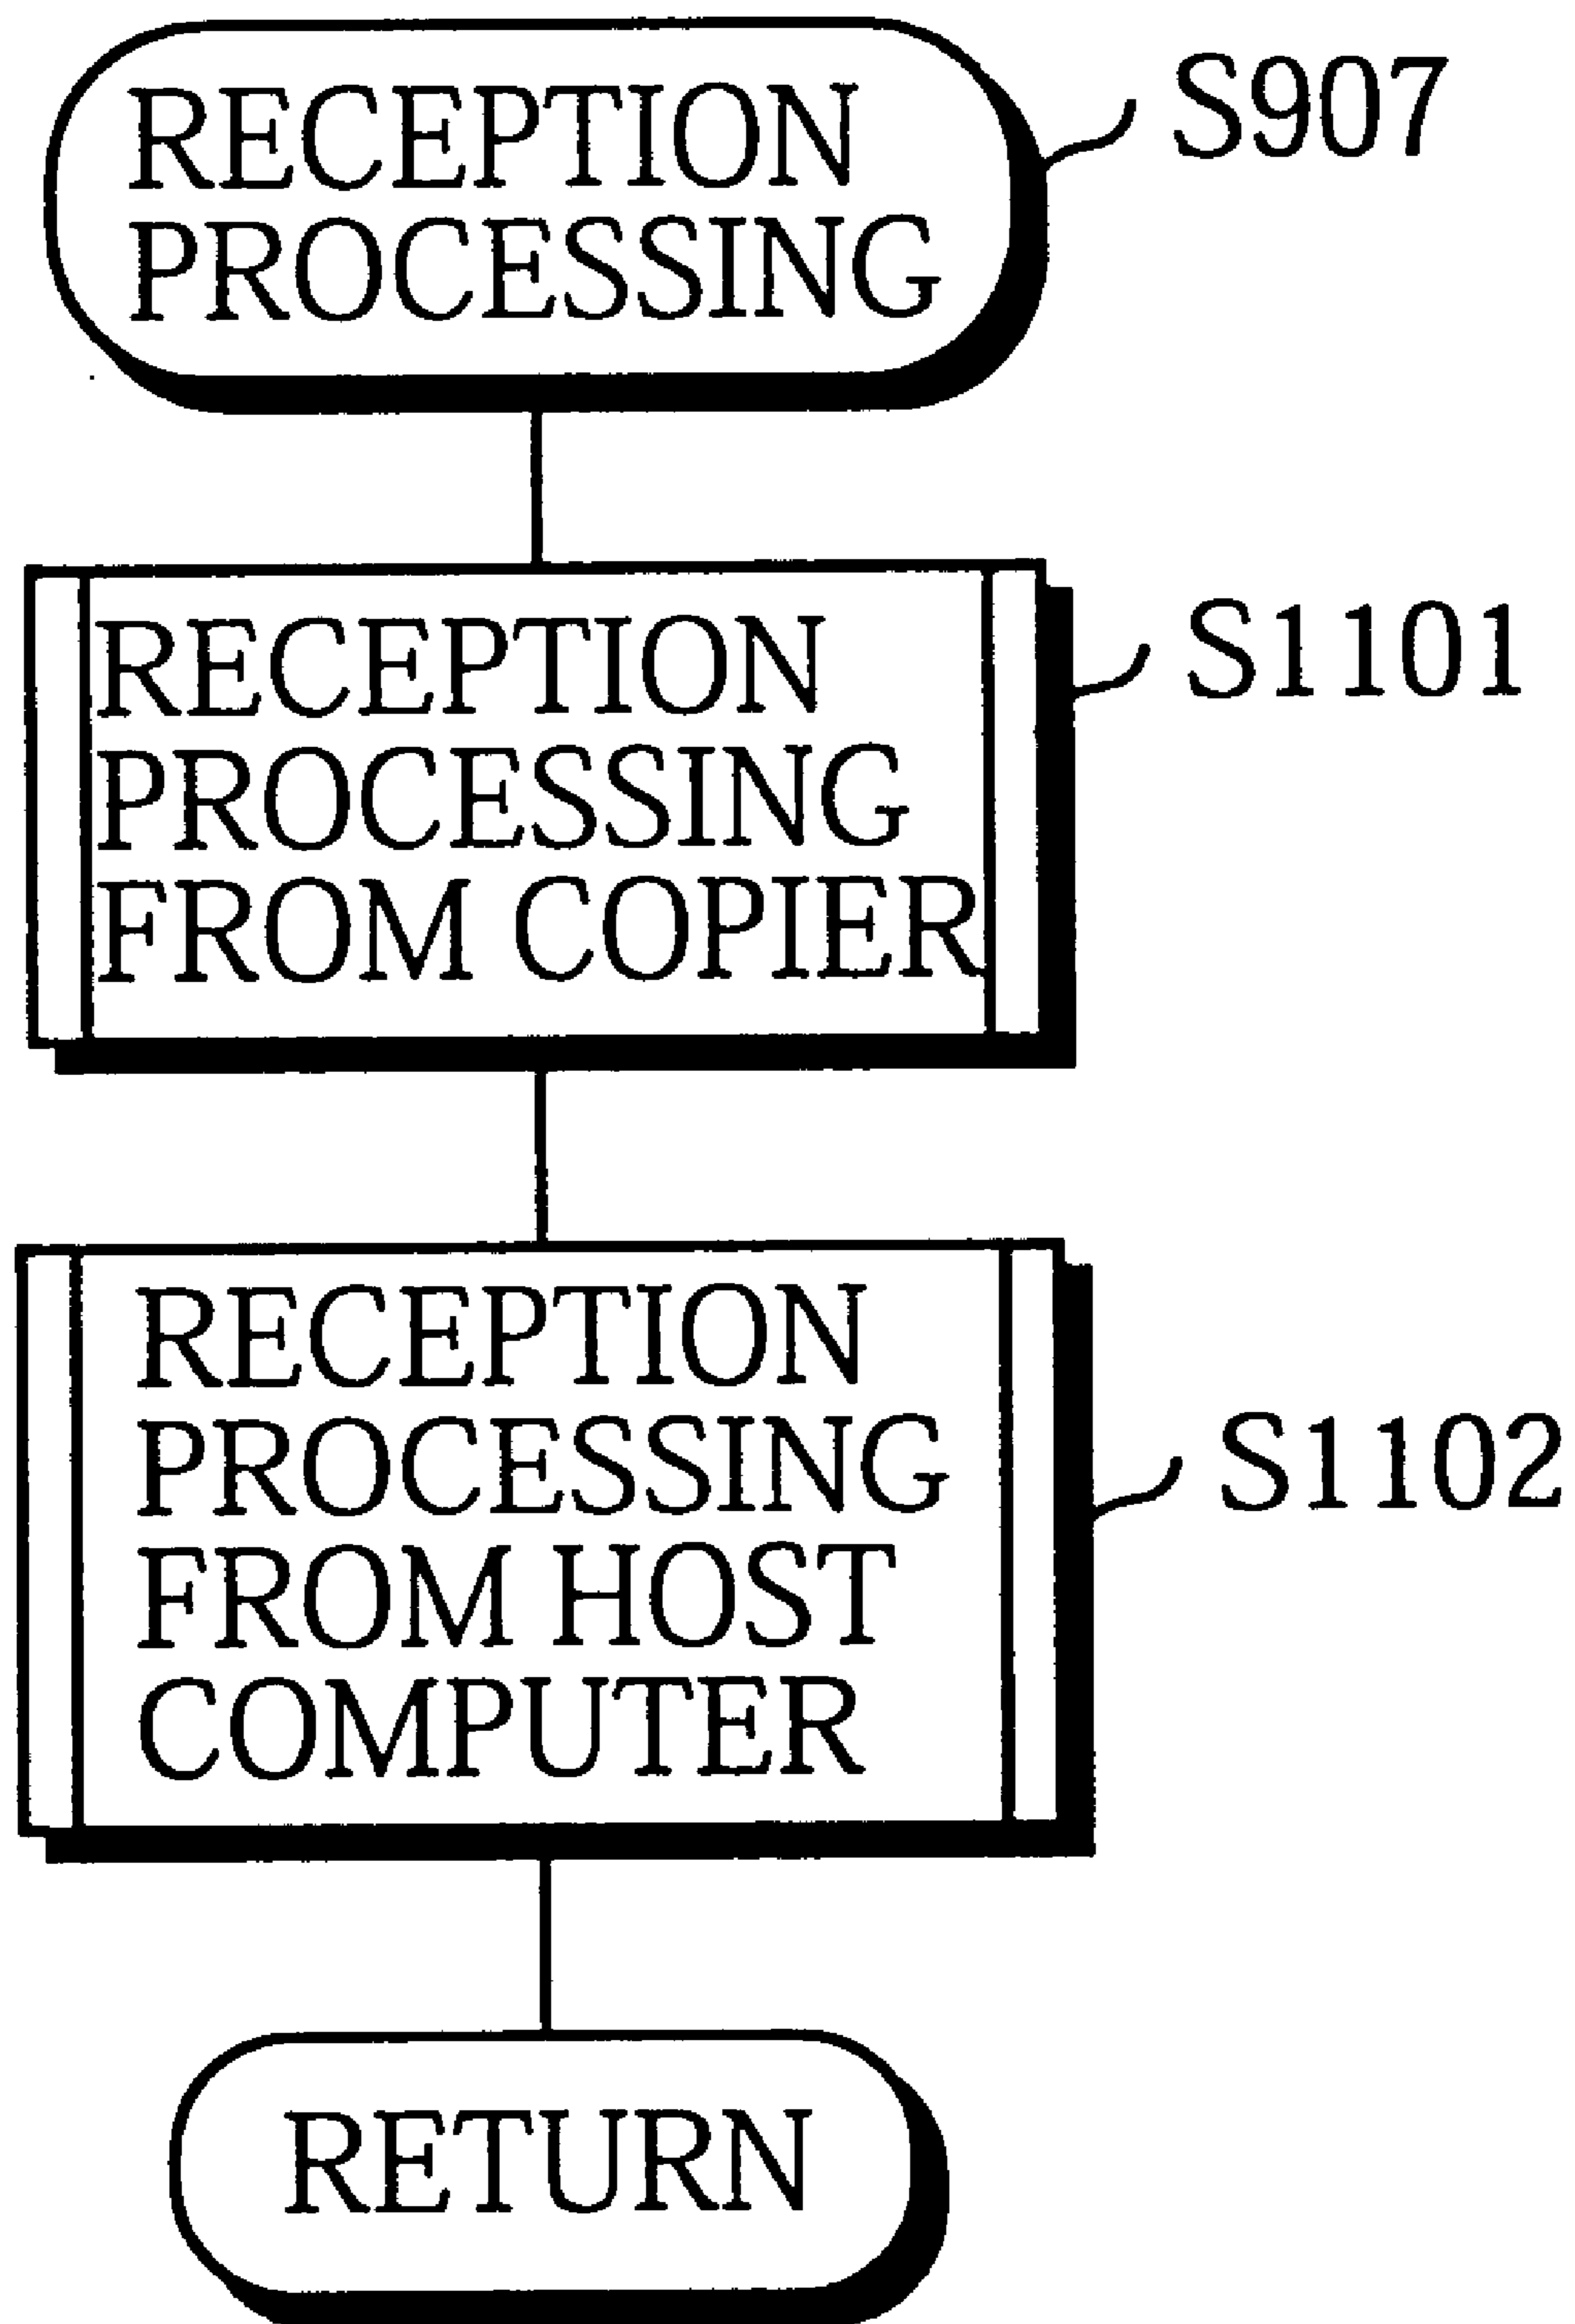 RECEPTION
PROCESSING
S907
RECEPTION
PROCESSING
FROM COPIER
S1101
RECEPTION
PROCESSING
FROM HOST
COMPUTER
S1102
RETURN